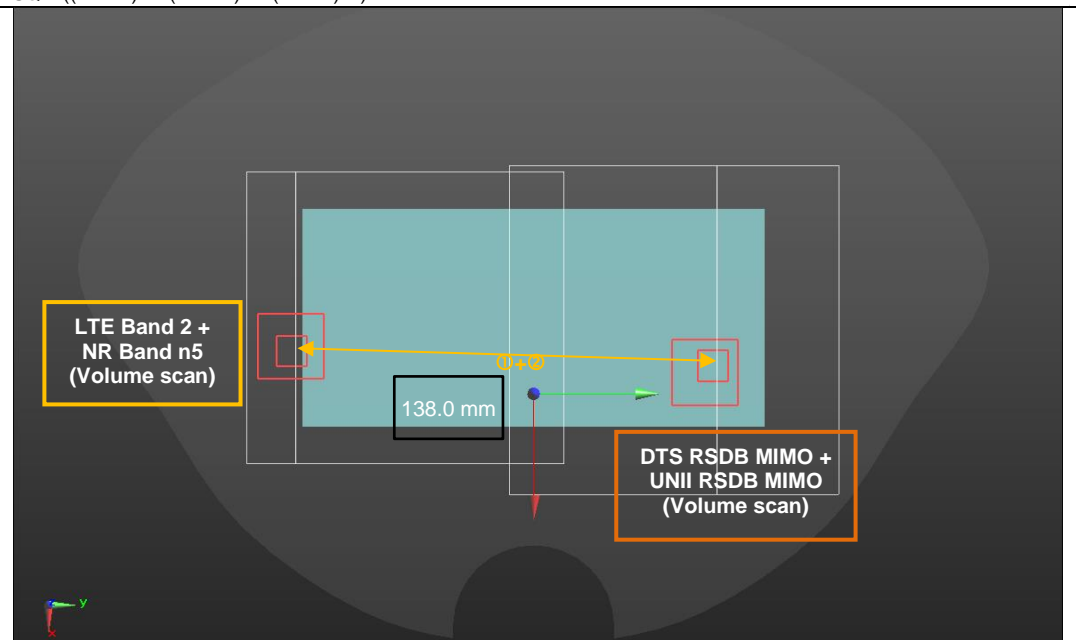 LTE Band 2 +
NR Band n5
(Volume scan)
①+②
138.0 mm
DTS RSDB MIMO +
UNII RSDB MIMO
(Volume scan)
y
x